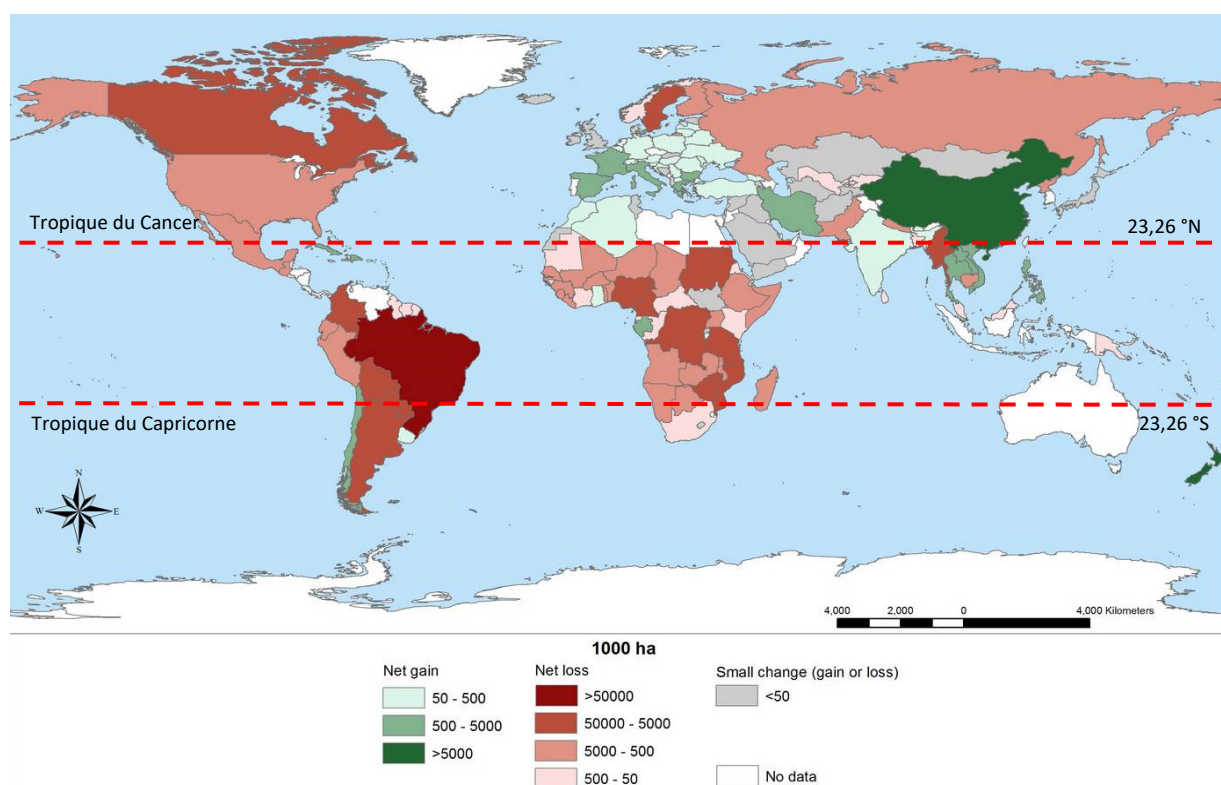 Tropique du Cancer
23,26 °N
Tropique du Capricorne
23,26 °S
N
W E
S
4,000 2,000 0 4,000 Kilometers
1000 ha
Net gain
50 - 500
500 - 5000
>5000
Net loss
>50000
50000 - 5000
5000 - 500
500 - 50
Small change (gain or loss)
<50
No data